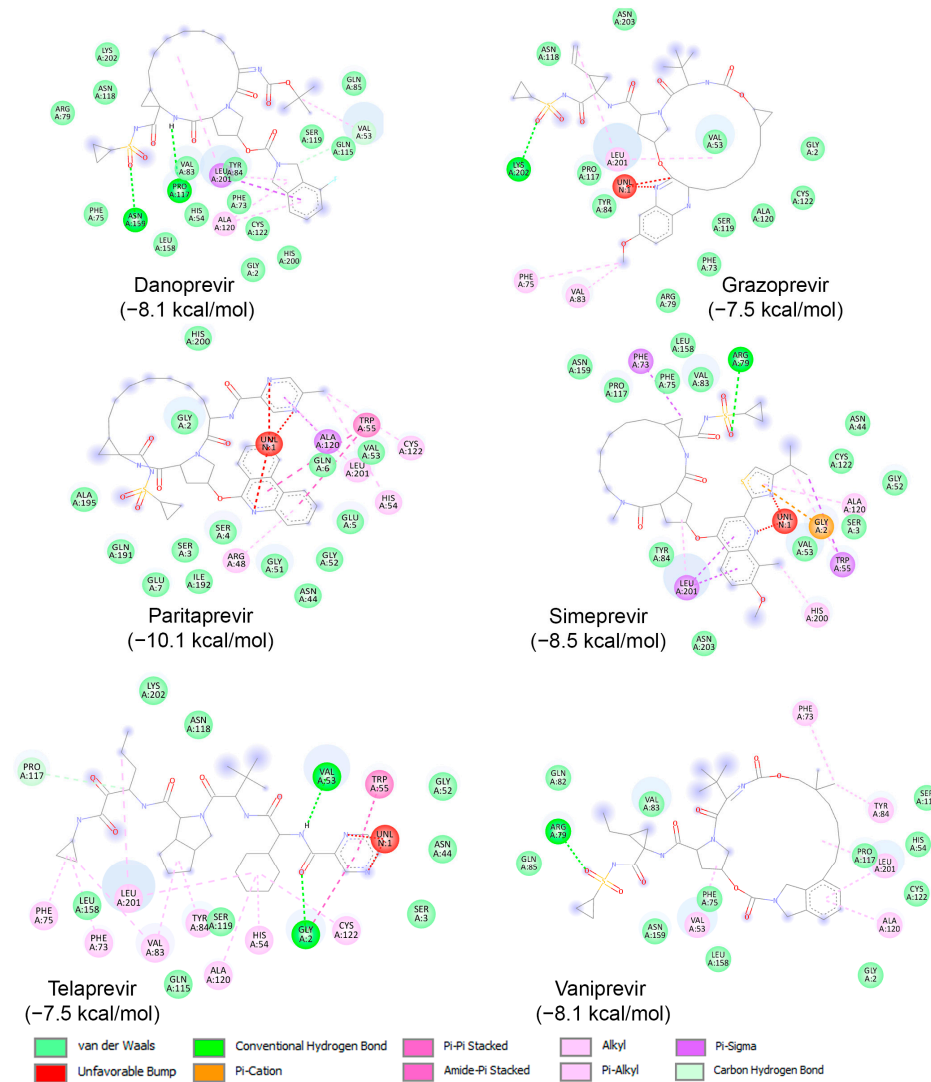 LYS
A:202
ASN
A:118
ARG
A:79
GLN
A:85
VAL
A:53
SER
A:119
GLN
A:115
VAL
A:83
LEU
A:201
TYR
A:84
PRO
A:117
PHE
A:73
PHE
A:75
ASN
A:159
HIS
A:54
ALA
A:120
CYS
A:122
LEU
A:158
GLY
A:2
HIS
A:200
Danoprevir
(−8.1 kcal/mol)
ASN
A:203
ASN
A:118
LYS
A:202
LEU
A:201
VAL
A:53
GLY
A:2
PRO
A:117
UNL
N:1
TYR
A:84
CYS
A:122
ALA
A:120
SER
A:119
PHE
A:73
PHE
A:75
VAL
A:83
ARG
A:79
Grazoprevir
(−7.5 kcal/mol)
HIS
A:200
GLY
A:2
UNL
N:1
ALA
A:120
TRP
A:55
VAL
A:53
CYS
A:122
GLN
A:6
LEU
A:201
HIS
A:54
ALA
A:195
GLU
A:5
SER
A:4
GLN
A:191
SER
A:3
ARG
A:48
GLY
A:51
GLY
A:52
GLU
A:7
ILE
A:192
ASN
A:44
Paritaprevir
(−10.1 kcal/mol)
LEU
A:158
ARG
A:79
ASN
A:159
PHE
A:73
PRO
A:117
PHE
A:75
VAL
A:83
ASN
A:44
CYS
A:122
GLY
A:52
ALA
A:120
UNL
N:1
GLY
A:2
SER
A:3
VAL
A:53
TRP
A:55
TYR
A:84
LEU
A:201
HIS
A:200
ASN
A:203
Simeprevir
(−8.5 kcal/mol)
LYS
A:202
ASN
A:118
PRO
A:117
VAL
A:53
TRP
A:55
GLY
A:52
UNL
N:1
ASN
A:44
LEU
A:158
LEU
A:201
PHE
A:75
TYR
A:84
SER
A:119
SER
A:3
PHE
A:73
VAL
A:83
HIS
A:54
GLY
A:2
CYS
A:122
ALA
A:120
GLN
A:115
Telaprevir
(−7.5 kcal/mol)
PHE
A:73
GLN
A:82
VAL
A:83
SER
A:11
TYR
A:84
ARG
A:79
HIS
A:54
PRO
A:117
LEU
A:201
GLN
A:85
CYS
A:122
PHE
A:75
VAL
A:53
ALA
A:120
ASN
A:159
LEU
A:158
GLY
A:2
Vaniprevir
(−8.1 kcal/mol)
van der Waals
Conventional Hydrogen Bond
Pi-Pi Stacked
Alkyl
Pi-Sigma
Unfavorable Bump
Pi-Cation
Amide-Pi Stacked
Pi-Alkyl
Carbon Hydrogen Bond